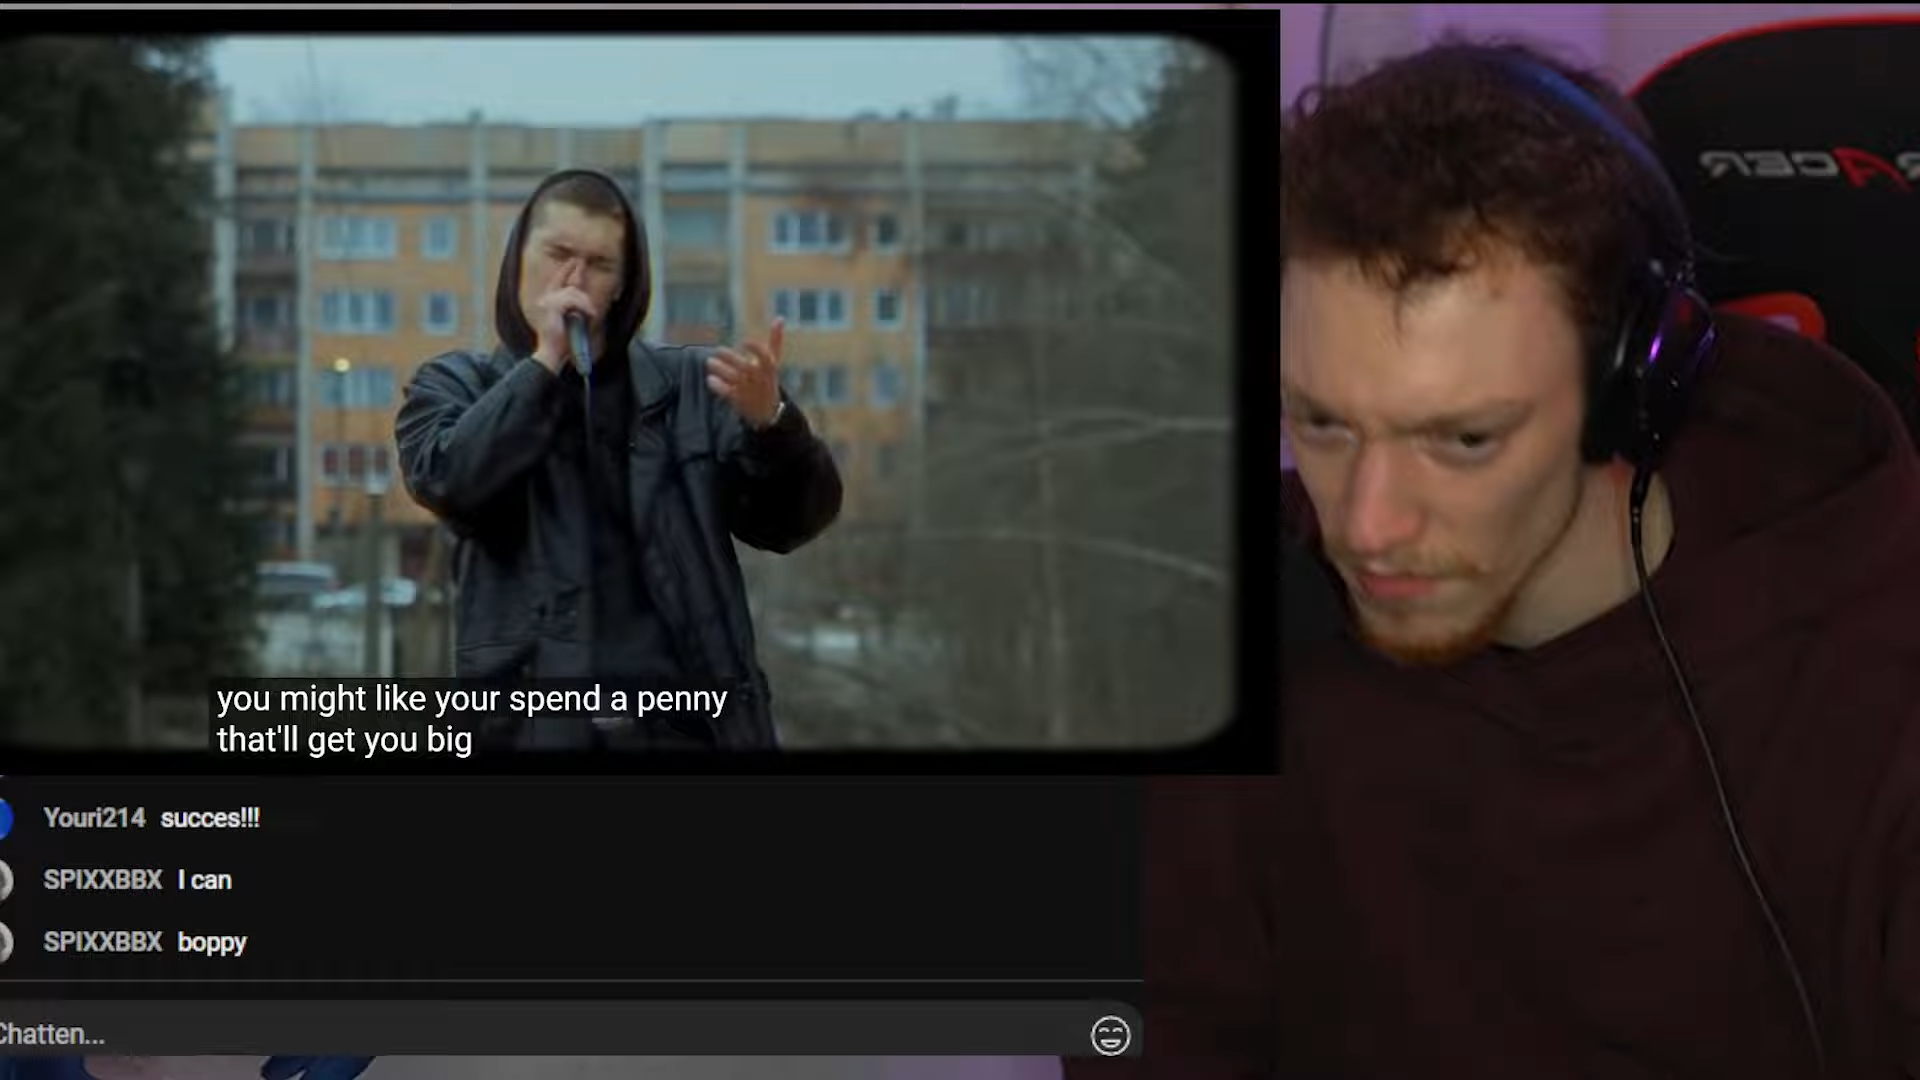 you might like your spend a penny
that'll get you big
Youri214 succes!!!
SPIXXBBX I can
SPIXXBBX boppy
Chatten...